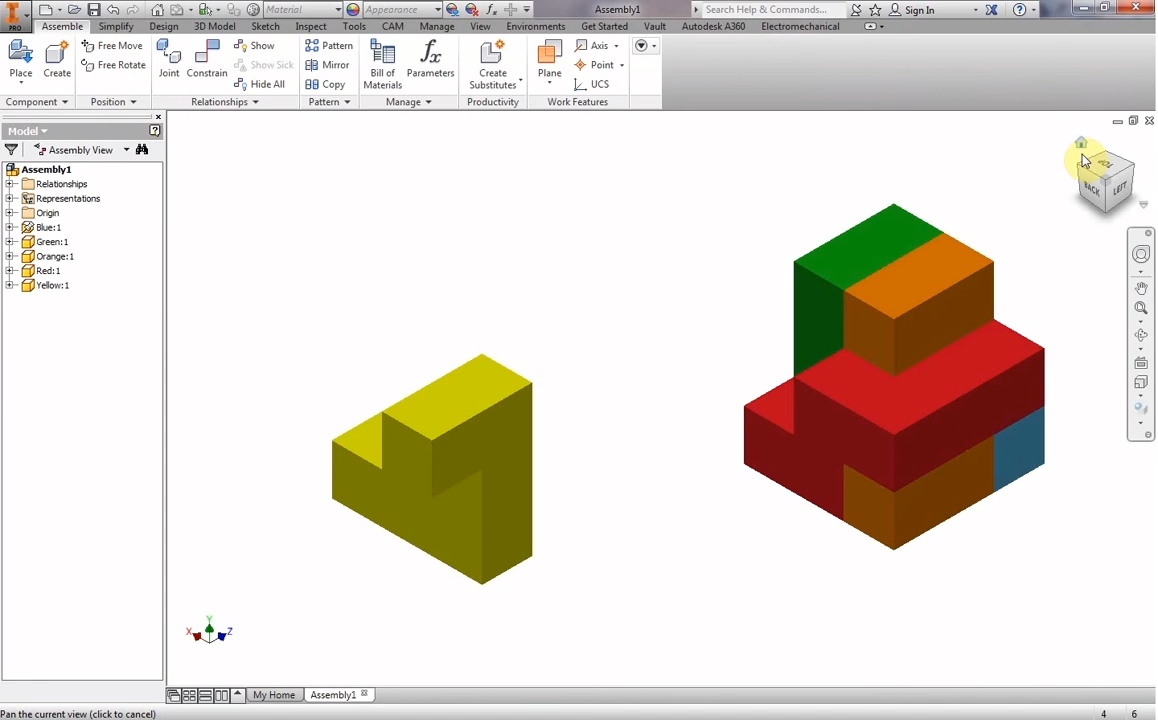 Material
Appearance
Assembly1
Search Help & Commands...
Sign In
PRO
Assemble Simplify Design 3D Model Sketch Inspect Tools CAM Manage View Environments Get Started Vault Autodesk A360 Electromechanical
Place
Create
Free Move
Free Rotate
Joint
Constrain
Show
Show Sick
Hide All
Pattern
Mirror
Copy
Bill of
Materials
Parameters
Create
Substitutes
Plane
Axis
Point
UCS
Component
Position
Relationships
Pattern
Manage
Productivity
Work Features
Model
Assembly View
Assembly1
Relationships
Representations
Origin
Blue:1
Green:1
Orange:1
Red:1
Yellow:1
TOP
BACK
LEFT
Y
X
Z
My Home
Assembly1
Pan the current view (click to cancel)
4
6